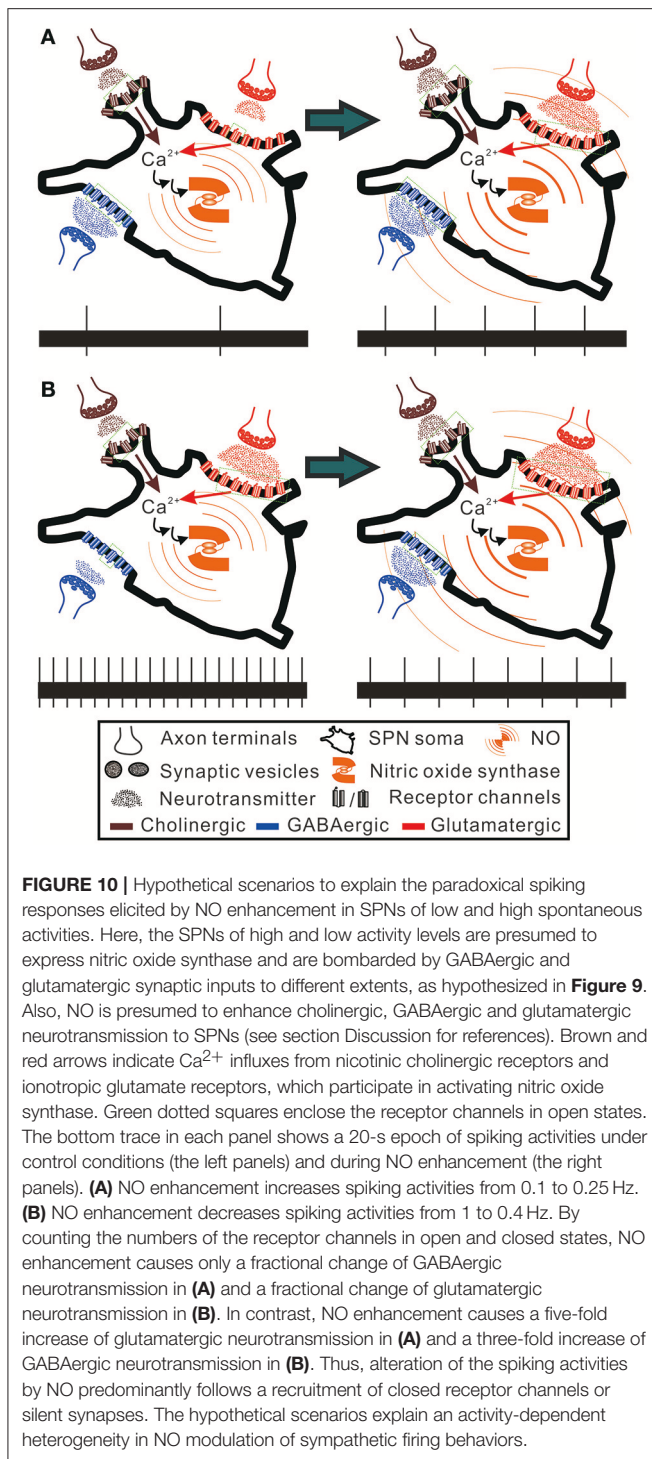 A
Ca2+
Ca2+
B
Ca2+
Ca2+
Axon terminals SPN soma NO
Synaptic vesicles Nitric oxide synthase
Neurotransmitter / Receptor channels
Cholinergic GABAergic Glutamatergic
FIGURE 10 | Hypothetical scenarios to explain the paradoxical spiking
responses elicited by NO enhancement in SPNs of low and high spontaneous
activities. Here, the SPNs of high and low activity levels are presumed to
express nitric oxide synthase and are bombarded by GABAergic and
glutamatergic synaptic inputs to different extents, as hypothesized in Figure 9.
Also, NO is presumed to enhance cholinergic, GABAergic and glutamatergic
neurotransmission to SPNs (see section Discussion for references). Brown and
red arrows indicate Ca2+ influxes from nicotinic cholinergic receptors and
ionotropic glutamate receptors, which participate in activating nitric oxide
synthase. Green dotted squares enclose the receptor channels in open states.
The bottom trace in each panel shows a 20-s epoch of spiking activities under
control conditions (the left panels) and during NO enhancement (the right
panels). (A) NO enhancement increases spiking activities from 0.1 to 0.25 Hz.
(B) NO enhancement decreases spiking activities from 1 to 0.4 Hz. By
counting the numbers of the receptor channels in open and closed states, NO
enhancement causes only a fractional change of GABAergic
neurotransmission in (A) and a fractional change of glutamatergic
neurotransmission in (B). In contrast, NO enhancement causes a five-fold
increase of glutamatergic neurotransmission in (A) and a three-fold increase of
GABAergic neurotransmission in (B). Thus, alteration of the spiking activities
by NO predominantly follows a recruitment of closed receptor channels or
silent synapses. The hypothetical scenarios explain an activity-dependent
heterogeneity in NO modulation of sympathetic firing behaviors.